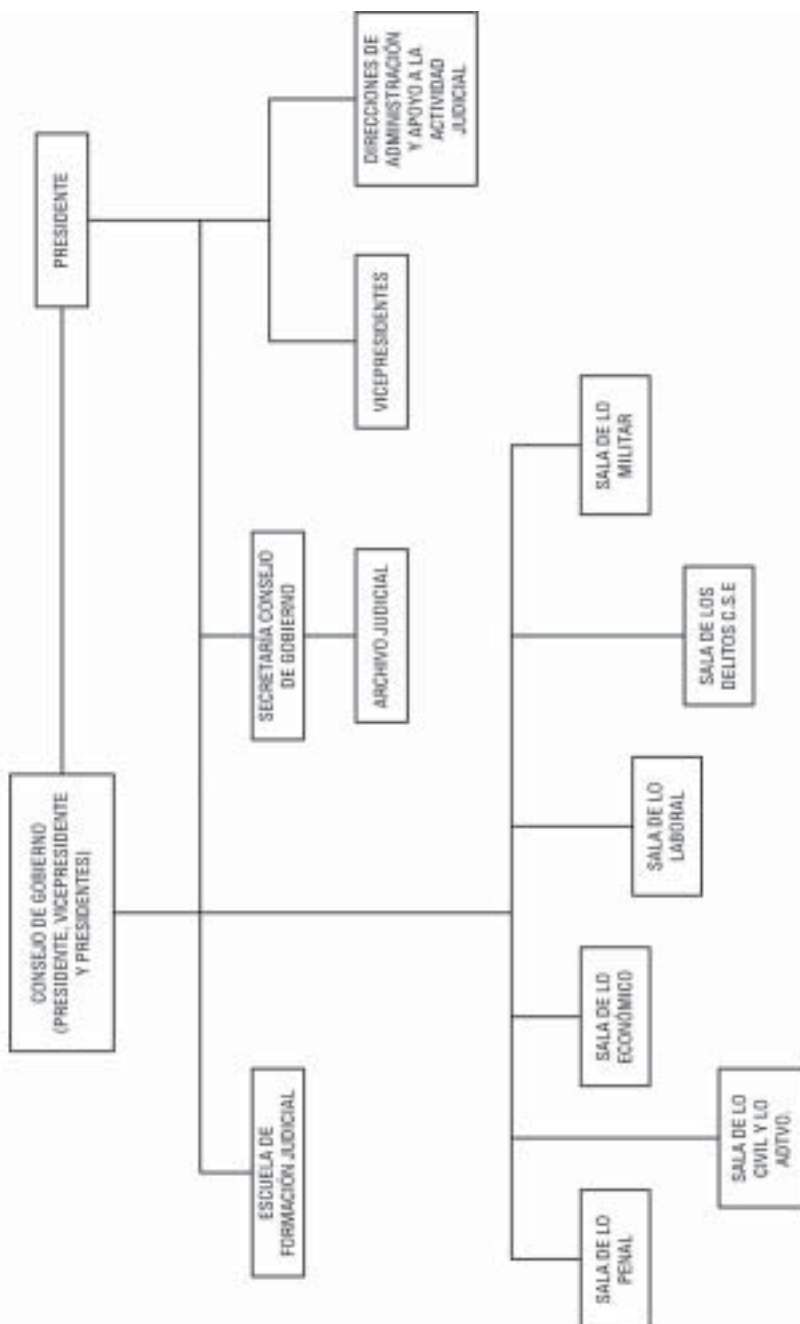 CONSEJO DE GOBIERNO
(PRESIDENTE, VICEPRESIDENTE
Y PRESIDENTES)
PRESIDENTE
ESCUELA DE
FORMACIÓN JUDICIAL
SECRETARÍA CONSEJO
DE GOBIERNO
ARCHIVO JUDICIAL
VICEPRESIDENTES
DIRECCIONES DE
ADMINISTRACIÓN
Y APOYO A LA
ACTIVIDAD
JUDICIAL
SALA DE LO
PENAL
SALA DE LO
CIVIL Y LO
ADTVO.
SALA DE LO
ECONÓMICO
SALA DE LO
LABORAL
SALA DE LOS
DELITOS C.S.E
SALA DE LO
MILITAR